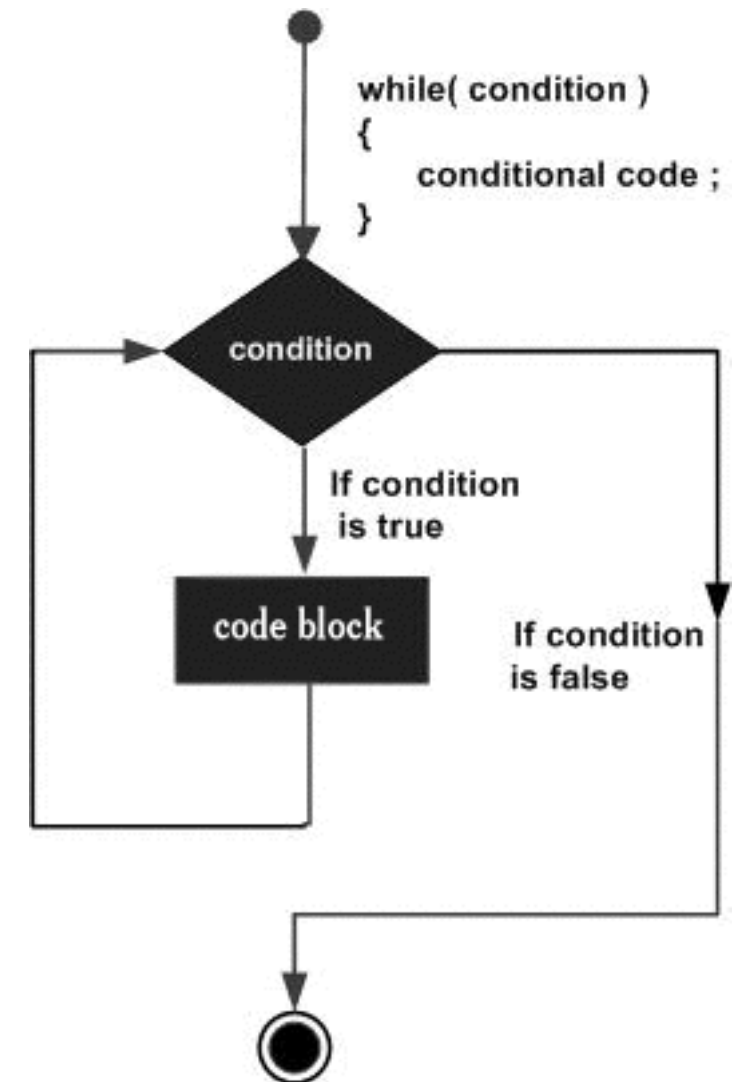 while( condition )
{
conditional code ;
}
condition
If condition
is true
code block
If condition
is false